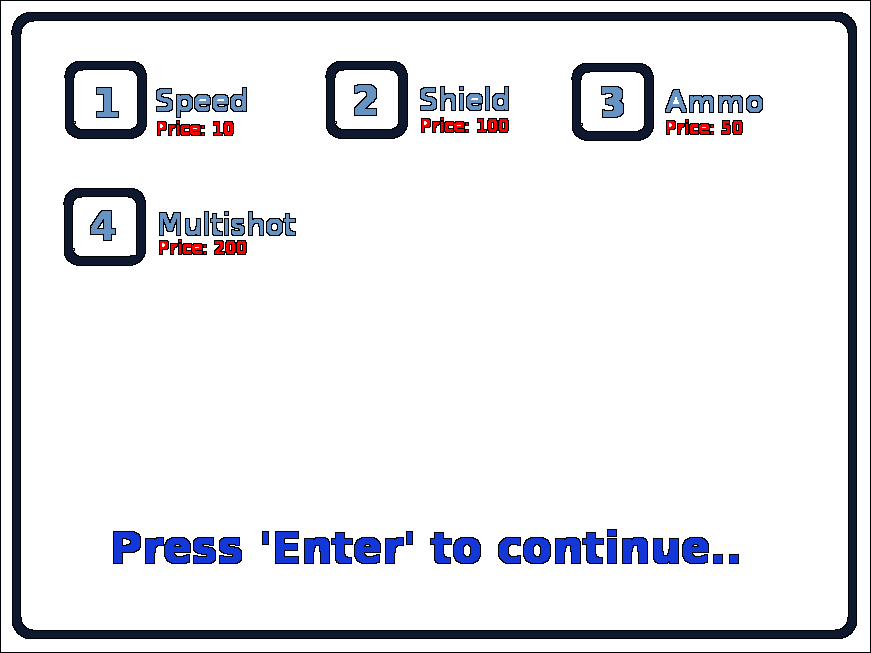 1 Speed
Price: 10
2 Shield
Price: 100
3 Ammo
Price: 50
4 Multishot
Price: 200
Press 'Enter' to continue..